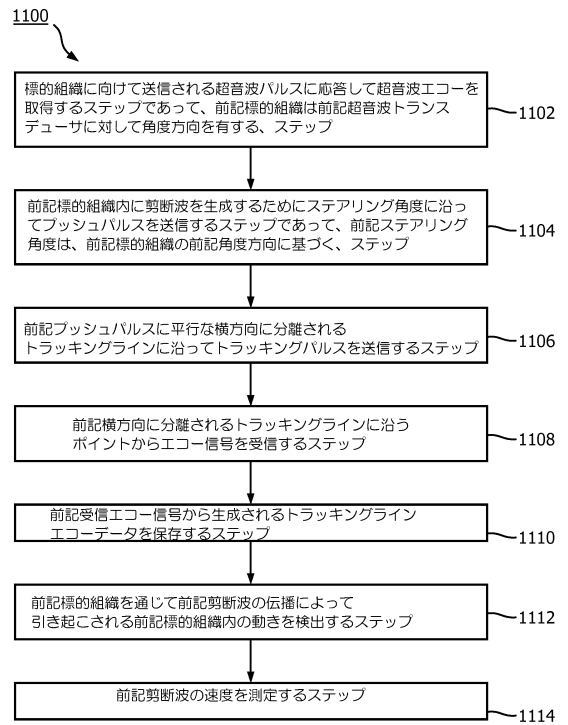 1100
標的組織に向けて送信される超音波パルスに応答して超音波エコーを
取得するステップであって、前記標的組織は前記超音波トランス
デューサに対して角度方向を有する、ステップ
1102
前記標的組織内に剪断波を生成するためにステアリング角度に沿っ
てプッシュパルスを送信するステップであって、前記ステアリング
角度は、前記標的組織の前記角度方向に基づく、ステップ
1104
前記プッシュパルスに平行な横方向に分離される
トラッキングラインに沿ってトラッキングパルスを送信するステップ
1106
前記横方向に分離されるトラッキングラインに沿う
ポイントからエコー信号を受信するステップ
1108
前記受信エコー信号から生成されるトラッキングライン
エコーデータを保存するステップ
1110
前記標的組織を通じて前記剪断波の伝播によって
引き起こされる前記標的組織内の動きを検出するステップ
1112
前記剪断波の速度を測定するステップ
1114